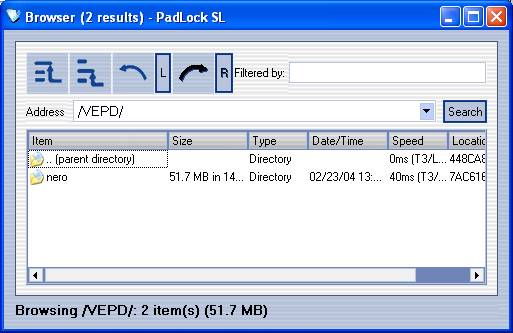 Browser (2 results) - PadLock SL
L R Filtered by:
Address /VEPD/ Search
Item Size Type Date/Time Speed Locatio
.. (parent directory) Directory 0ms (T3/L... 448CA8
nero 51.7 MB in 14... Directory 02/23/04 13:... 40ms (T3/... 7AC616
Browsing /VEPD/: 2 item(s) (51.7 MB)